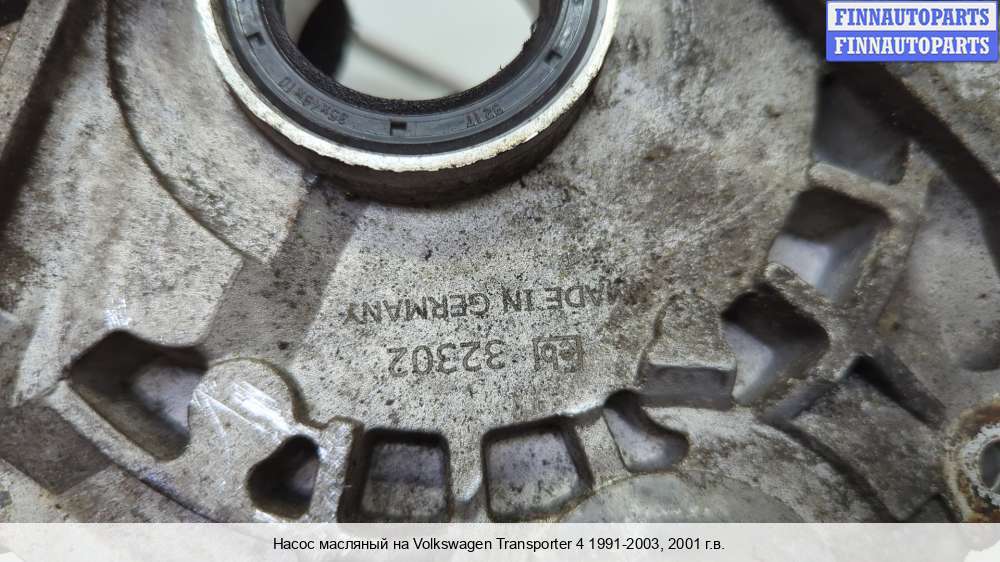 FINNAUTOPARTS
FINNAUTOPARTS
MADE IN GERMANY
32302
Насос масляный на Volkswagen Transporter 4 1991-2003, 2001 г.в.